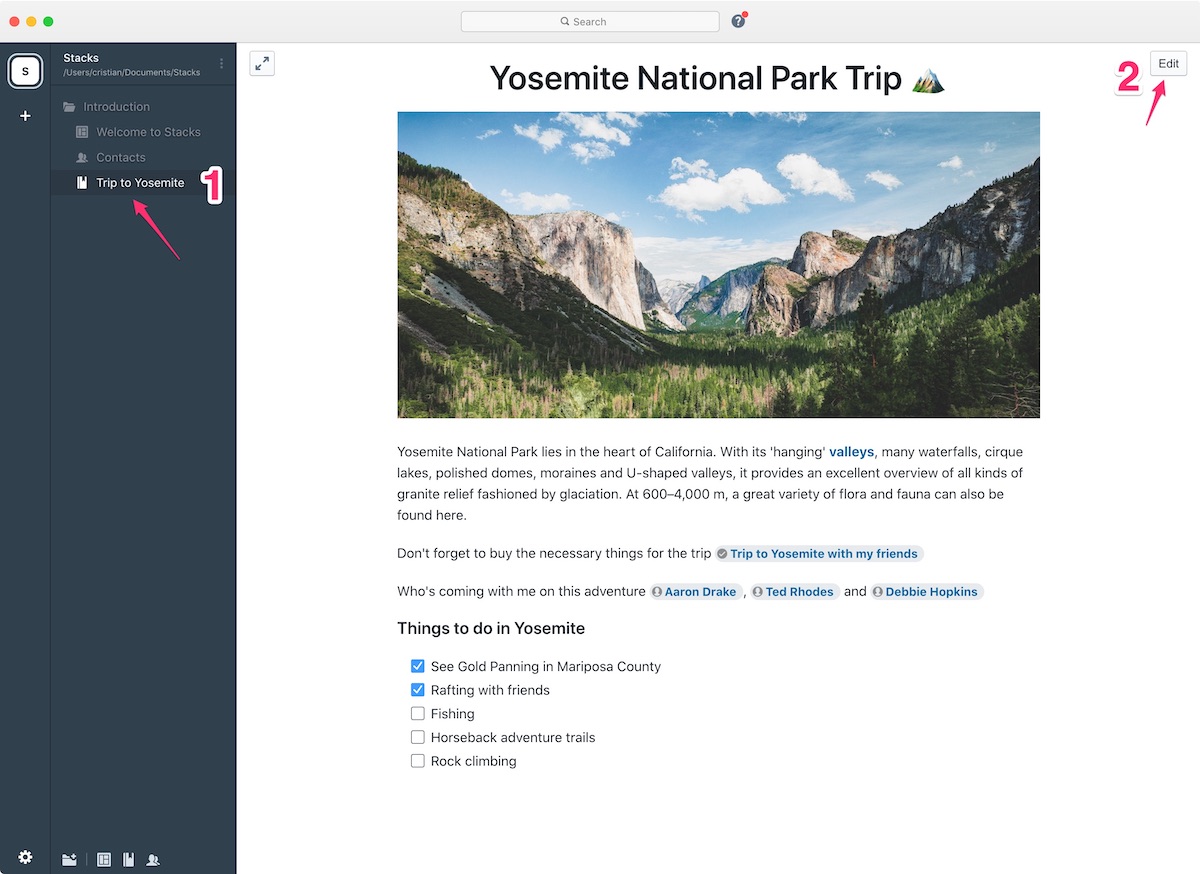 Search
?
S
Stacks
/Users/cristian/Documents/Stacks
+
Introduction
Welcome to Stacks
Contacts
Trip to Yosemite
1
2
Edit
Yosemite National Park Trip
Yosemite National Park lies in the heart of California. With its 'hanging' valleys, many waterfalls, cirque
lakes, polished domes, moraines and U-shaped valleys, it provides an excellent overview of all kinds of
granite relief fashioned by glaciation. At 600–4,000 m, a great variety of flora and fauna can also be
found here.
Don't forget to buy the necessary things for the trip Trip to Yosemite with my friends
Who's coming with me on this adventure Aaron Drake , Ted Rhodes and Debbie Hopkins
Things to do in Yosemite
See Gold Panning in Mariposa County
Rafting with friends
Fishing
Horseback adventure trails
Rock climbing